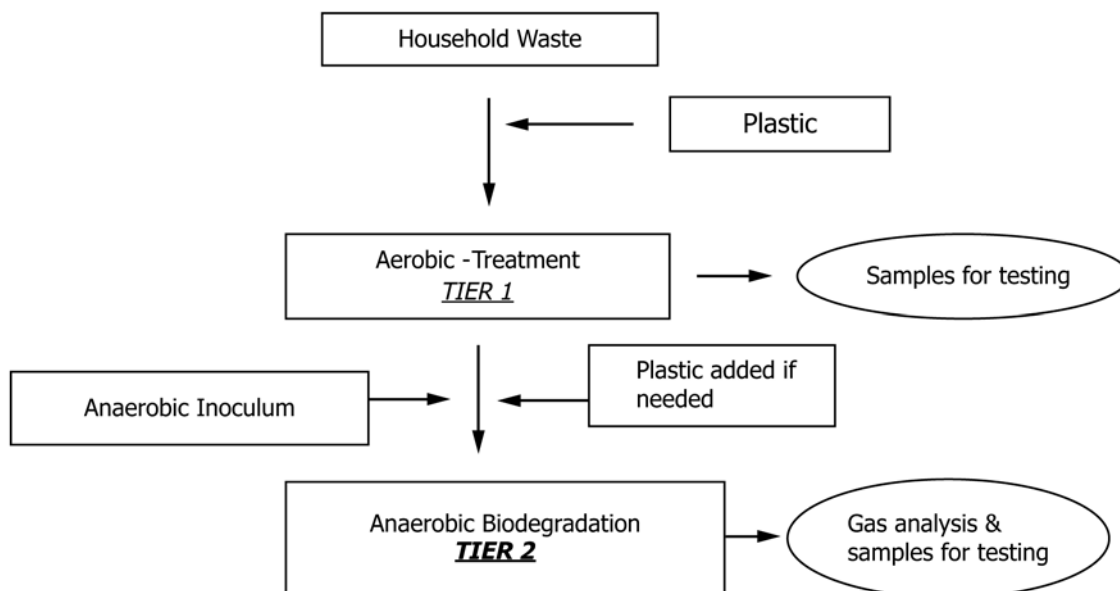 Household Waste
Plastic
Aerobic -Treatment
TIER 1
Samples for testing
Anaerobic Inoculum
Plastic added if
needed
Anaerobic Biodegradation
TIER 2
Gas analysis &
samples for testing